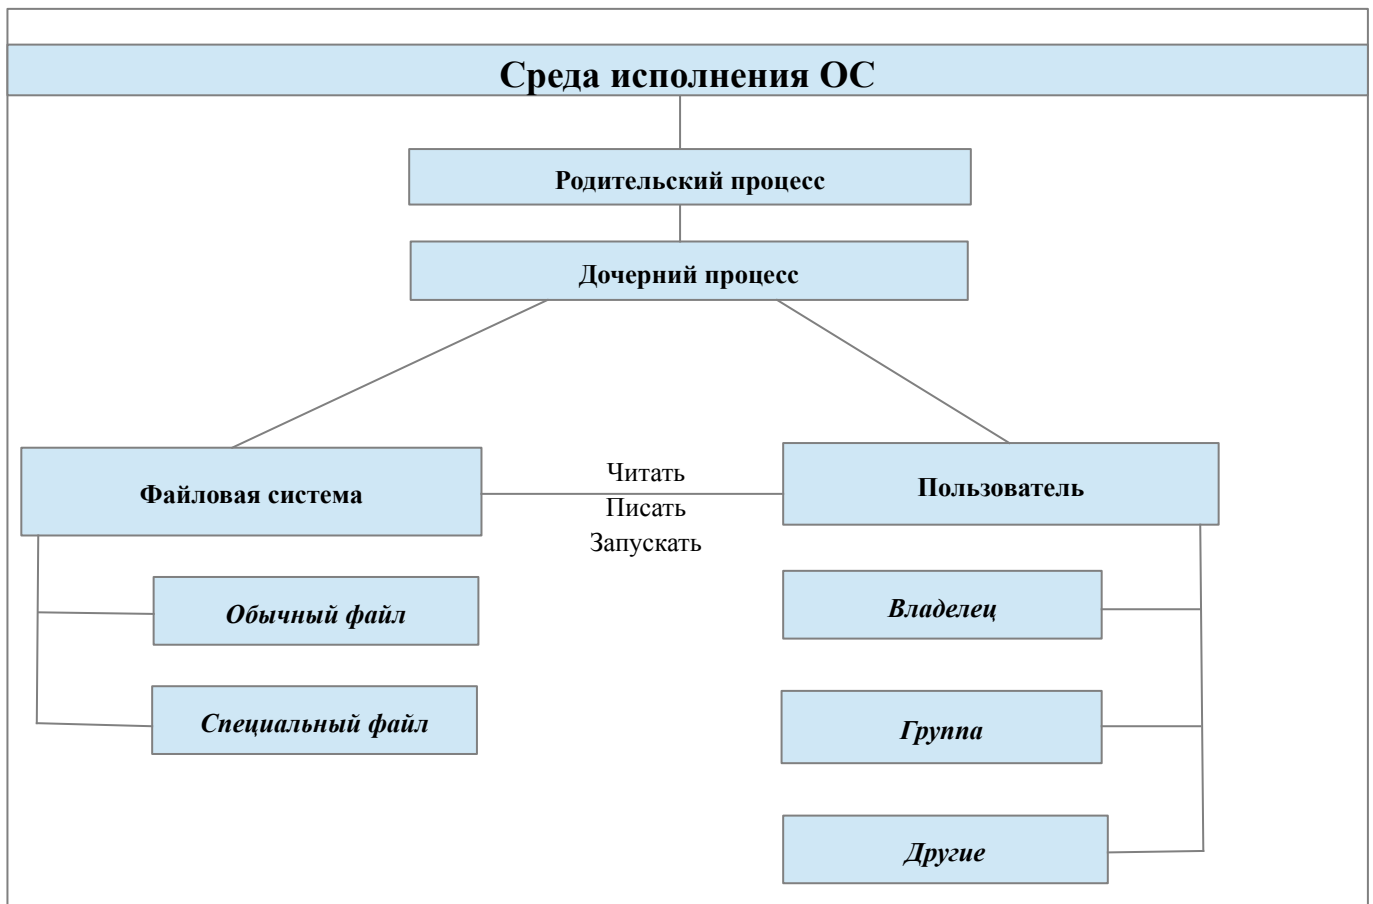 Среда исполнения ОС
Родительский процесс
Дочерний процесс
Файловая система
Читать
Писать
Запускать
Пользователь
Обычный файл
Специальный файл
Владелец
Группа
Другие